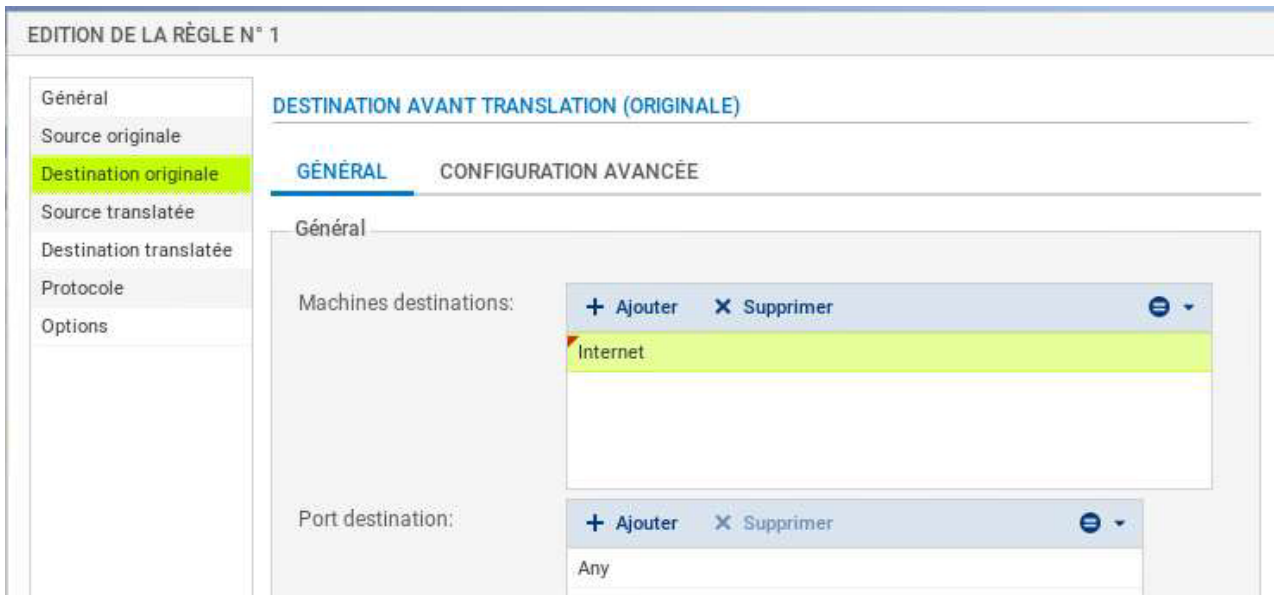 EDITION DE LA RÈGLE N° 1
Général
Source originale
Destination originale
Source translatée
Destination translatée
Protocole
Options
DESTINATION AVANT TRANSLATION (ORIGINALE)
GÉNÉRAL CONFIGURATION AVANCÉE
Général
Machines destinations:
Ajouter Supprimer
Internet
Port destination:
Ajouter Supprimer
Any